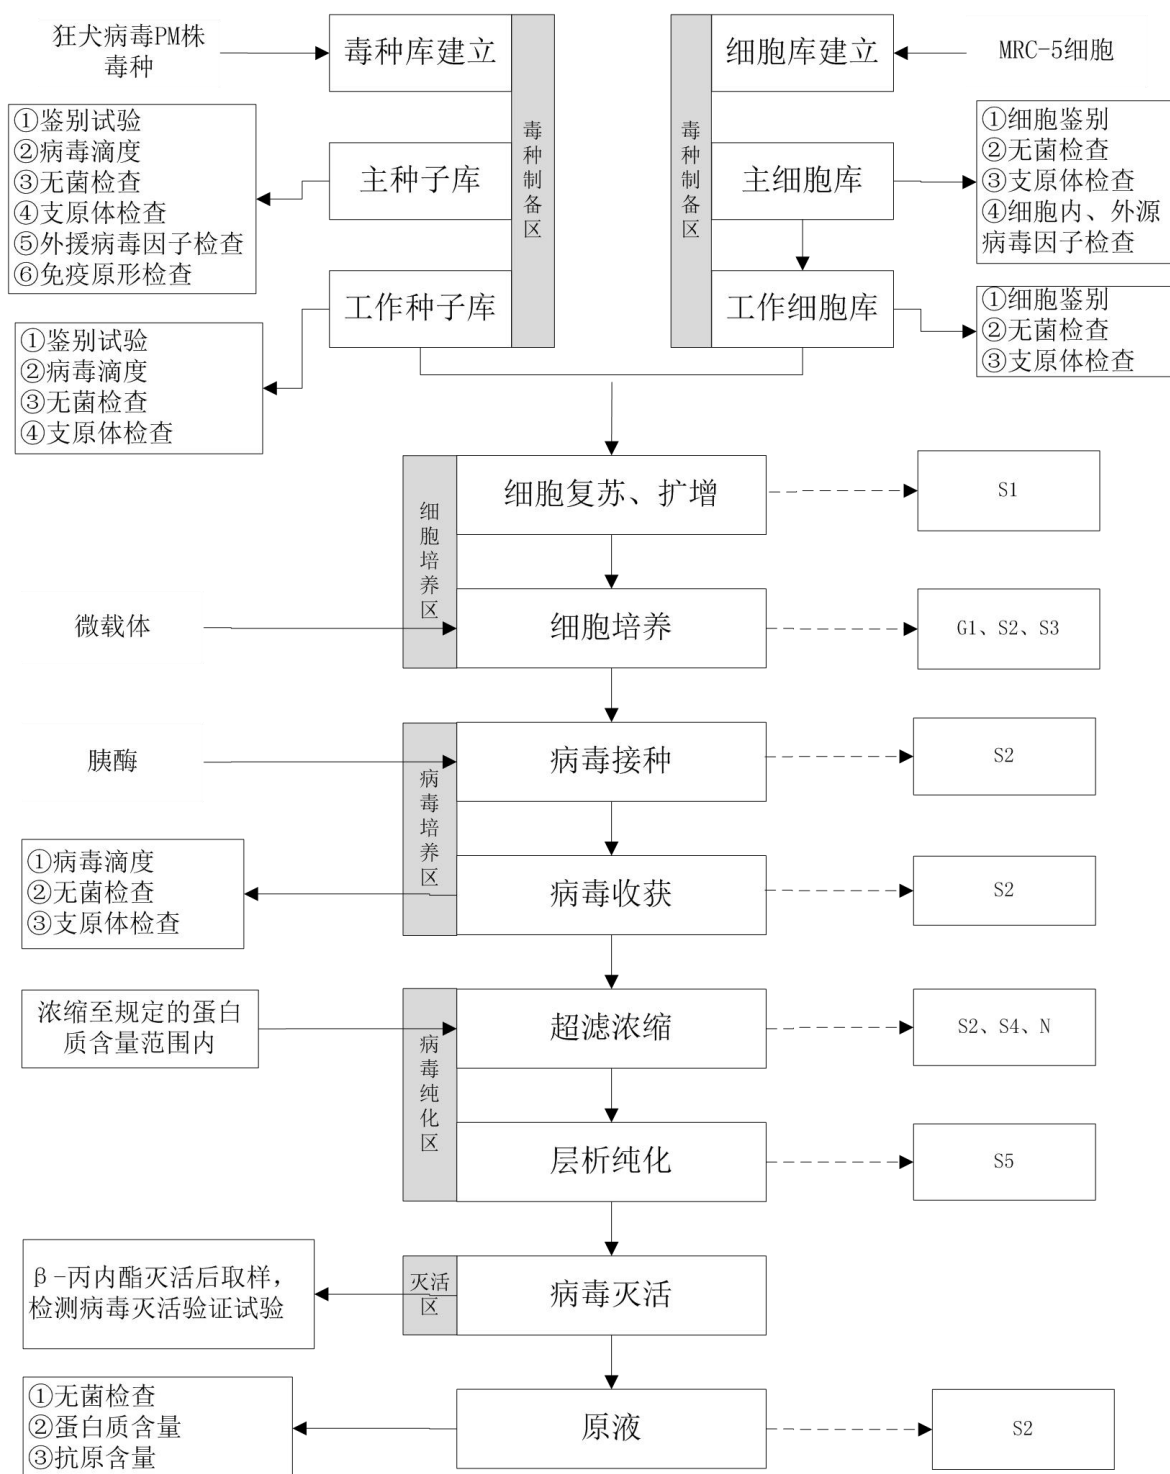 狂犬病毒PM株
毒种
毒种库建立
细胞库建立
MRC-5细胞
①鉴别试验
②病毒滴度
③无菌检查
④支原体检查
⑤外援病毒因子检查
⑥免疫原形检查
主种子库
毒种制备区
毒种制备区
主细胞库
①细胞鉴别
②无菌检查
③支原体检查
④细胞内、外源
病毒因子检查
工作种子库
工作细胞库
①细胞鉴别
②无菌检查
③支原体检查
①鉴别试验
②病毒滴度
③无菌检查
④支原体检查
细胞培养区
细胞复苏、扩增
S1
微载体
细胞培养
G1、S2、S3
胰酶
病毒培养区
病毒接种
S2
①病毒滴度
②无菌检查
③支原体检查
病毒收获
S2
浓缩至规定的蛋白
质含量范围内
病毒纯化区
超滤浓缩
S2、S4、N
层析纯化
S5
β-丙内酯灭活后取样，
检测病毒灭活验证试验
灭活
区
病毒灭活
①无菌检查
②蛋白质含量
③抗原含量
原液
S2